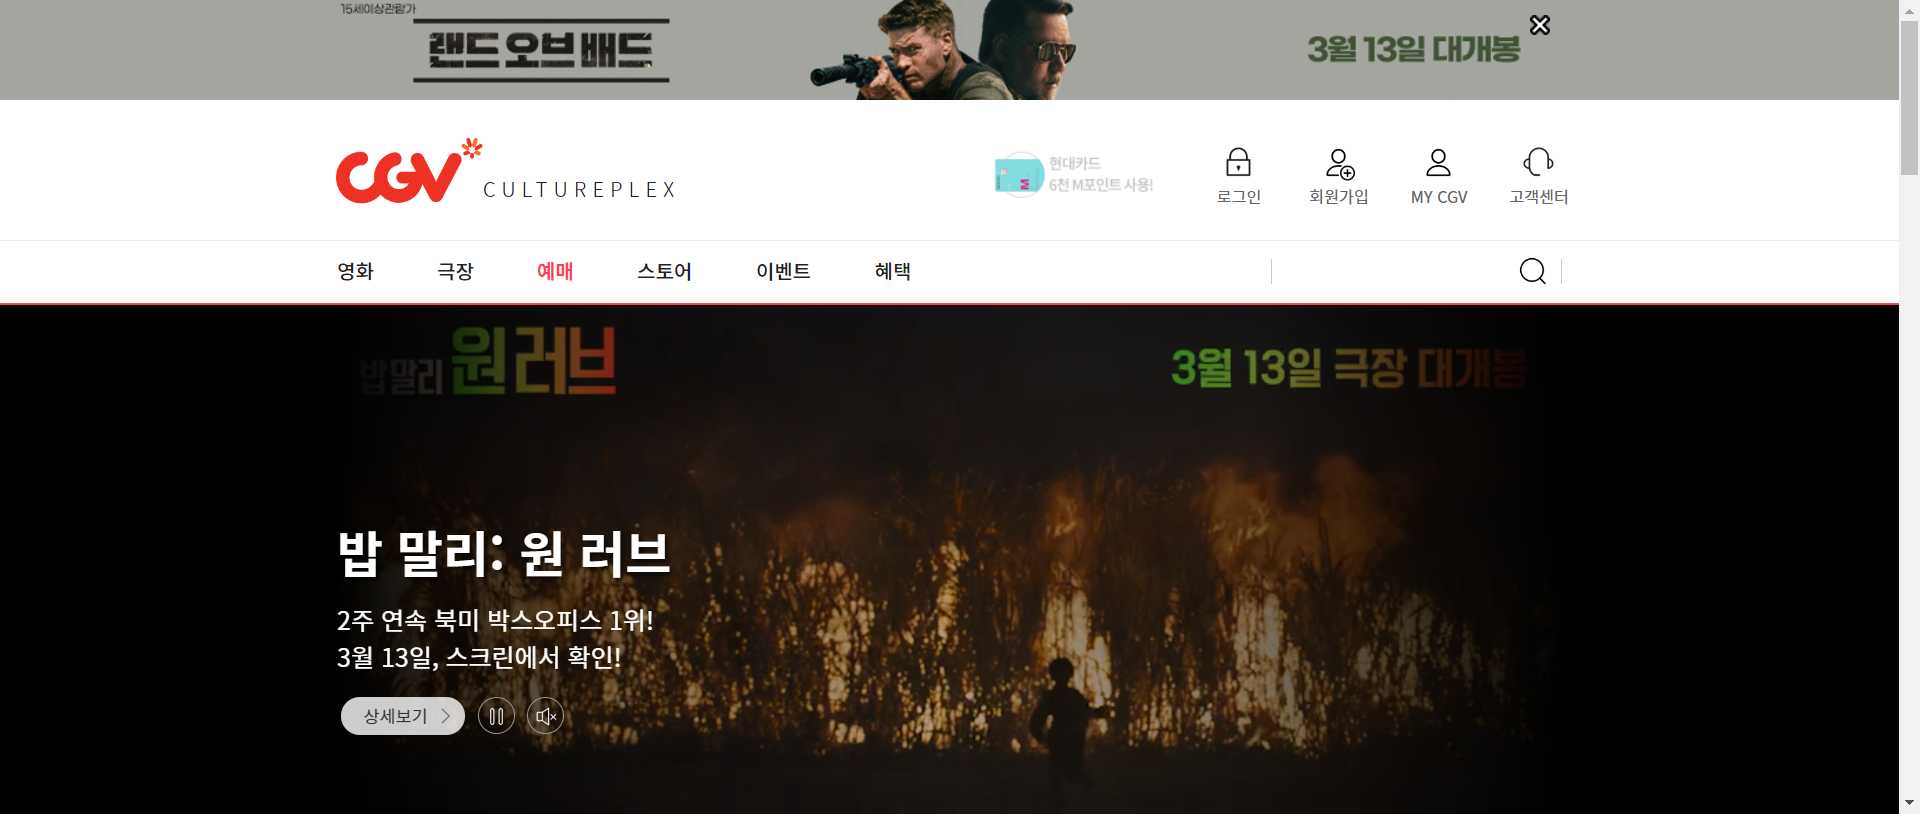 15세이상관람가
랜드 오브 배드
3월 13일 대개봉
CGV CULTUREPLEX
현대카드
6천 M포인트 사용!
로그인
회원가입
MY CGV
고객센터
영화
극장
예매
스토어
이벤트
혜택
밥 말리 원 러브
3월 13일 극장 대개봉
밥 말리: 원 러브
2주 연속 북미 박스오피스 1위!
3월 13일, 스크린에서 확인!
상세보기